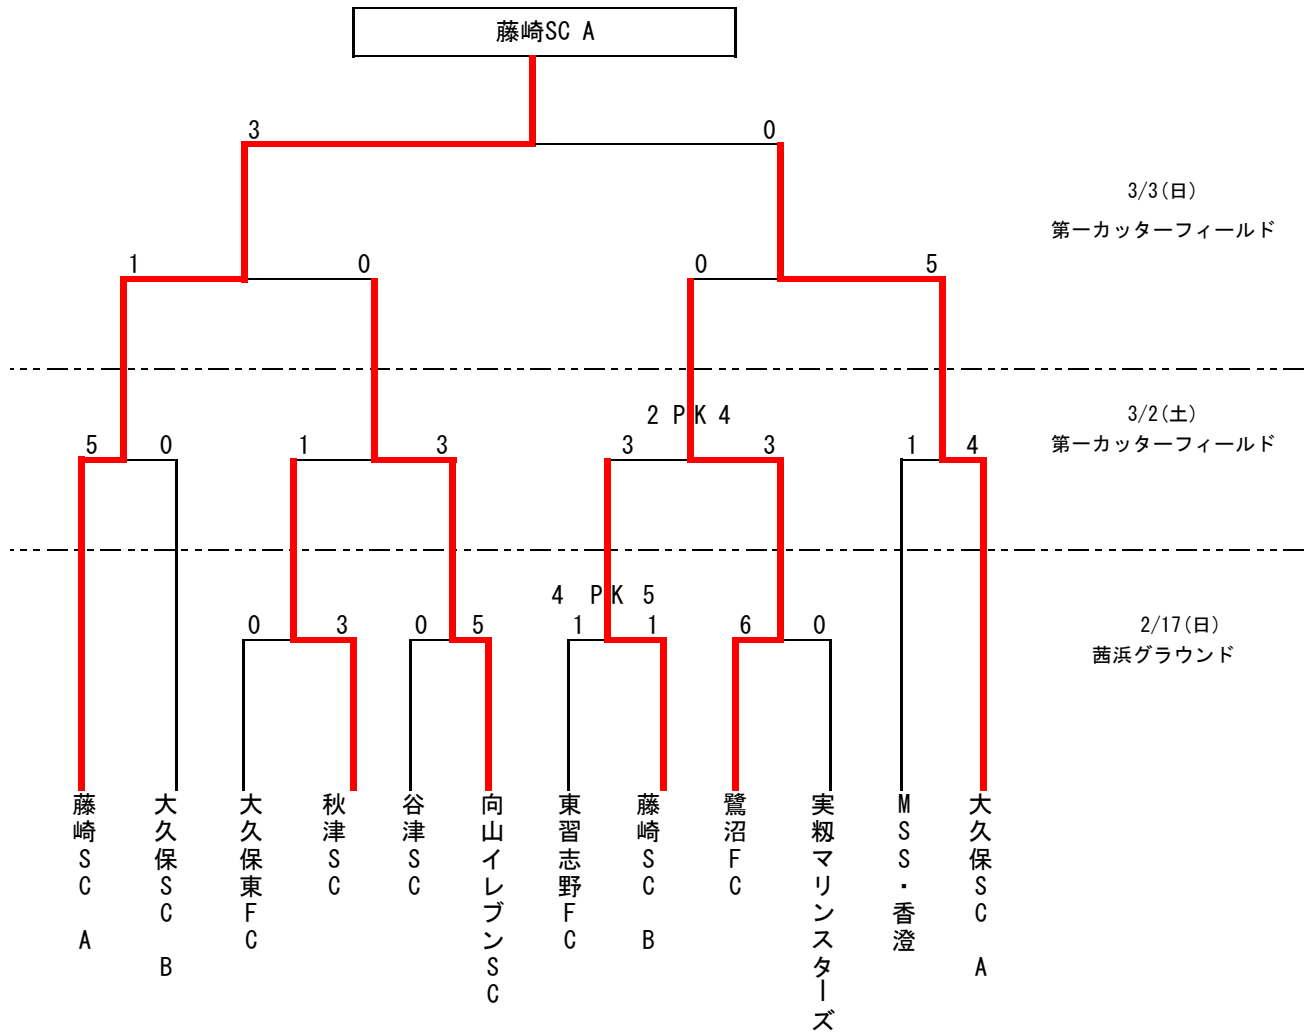 藤崎SC A
3
0
3/3(日)
第一カッターフィールド
1
0
0
5
2 PK 4
3/2(土)
第一カッターフィールド
5
0
1
3
3
3
1
4
4 PK 5
0
3
0
5
1
1
6
0
2/17(日)
茜浜グラウンド
藤崎SC A
大久保SC B
大久保東FC
秋津SC
谷津SC
向山イレブンSC
東習志野FC
藤崎SC B
鷺沼FC
実籾マリンスターズ
MSS・香澄
大久保SC A